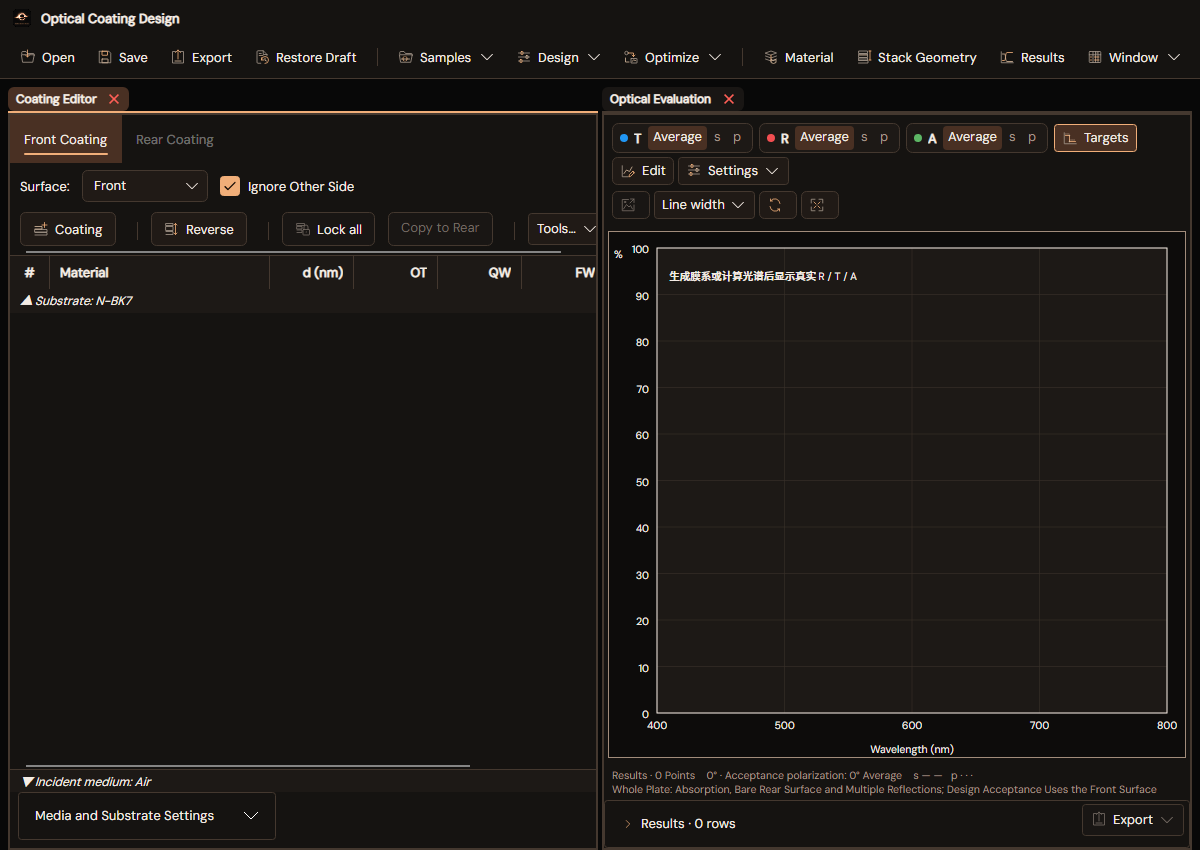 Optical Coating Design
Open Save Export Restore Draft Samples Design Optimize Material Stack Geometry Results Window
Coating Editor
Front Coating Rear Coating
Surface: Front Ignore Other Side
Coating Reverse Lock all Copy to Rear Tools...
# Material d (nm) OT QW FW
Substrate: N-BK7
Incident medium: Air
Media and Substrate Settings
Optical Evaluation
T Average s p R Average s p A Average s p Targets
Edit Settings
Line width
%
100
生成膜系或计算光谱后显示真实 R / T / A
90
80
70
60
50
40
30
20
10
0
400 500 600 700 800
Wavelength (nm)
Results · 0 Points 0° · Acceptance polarization: 0° Average s — — p · · ·
Whole Plate: Absorption, Bare Rear Surface and Multiple Reflections; Design Acceptance Uses the Front Surface
Results · 0 rows Export